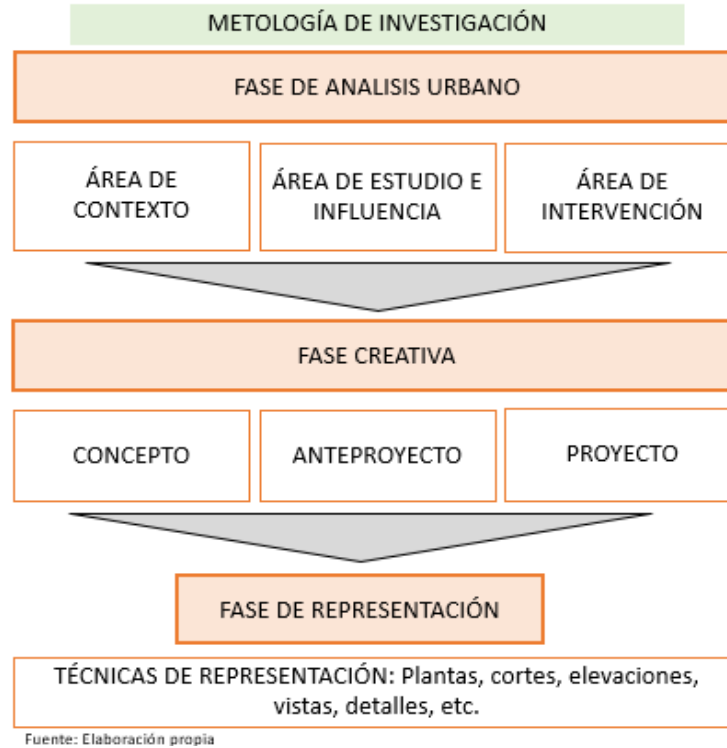 METOLOGÍA DE INVESTIGACIÓN
FASE DE ANALISIS URBANO
ÁREA DE
CONTEXTO
ÁREA DE ESTUDIO E
INFLUENCIA
ÁREA DE
INTERVENCIÓN
FASE CREATIVA
CONCEPTO
ANTEPROYECTO
PROYECTO
FASE DE REPRESENTACIÓN
TÉCNICAS DE REPRESENTACIÓN: Plantas, cortes, elevaciones,
vistas, detalles, etc.
Fuente: Elaboración propia